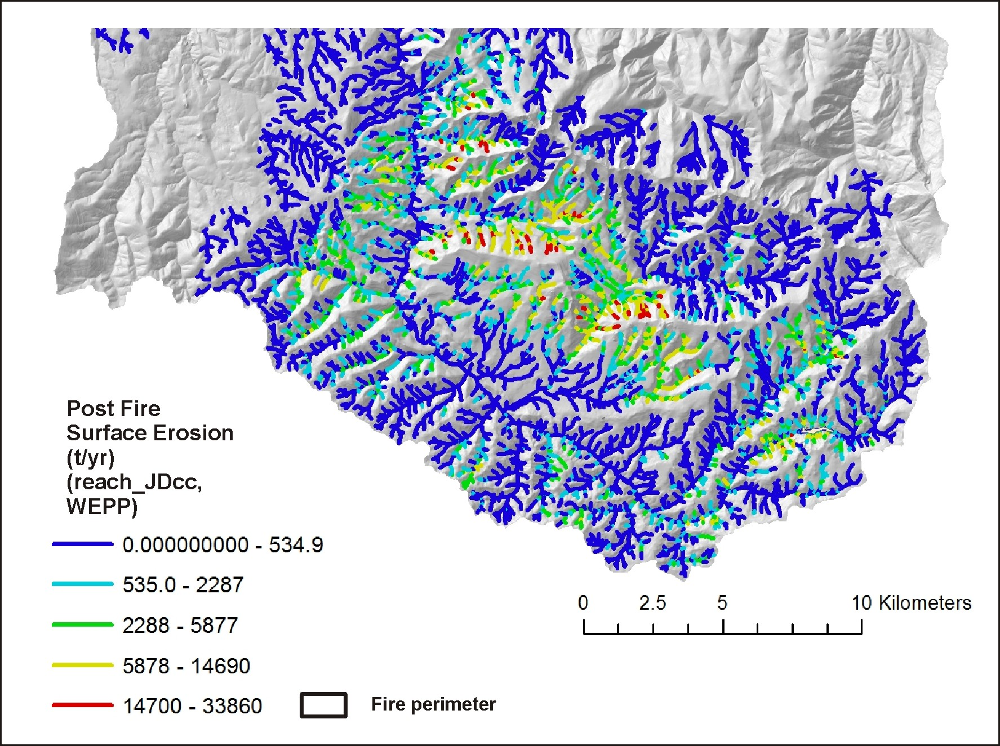 Post Fire
Surface Erosion
(t/yr)
(reach_JDcc,
WEPP)
0.000000000 - 534.9
535.0 - 2287
2288 - 5877
5878 - 14690
14700 - 33860
Fire perimeter
0 2.5 5 10 Kilometers